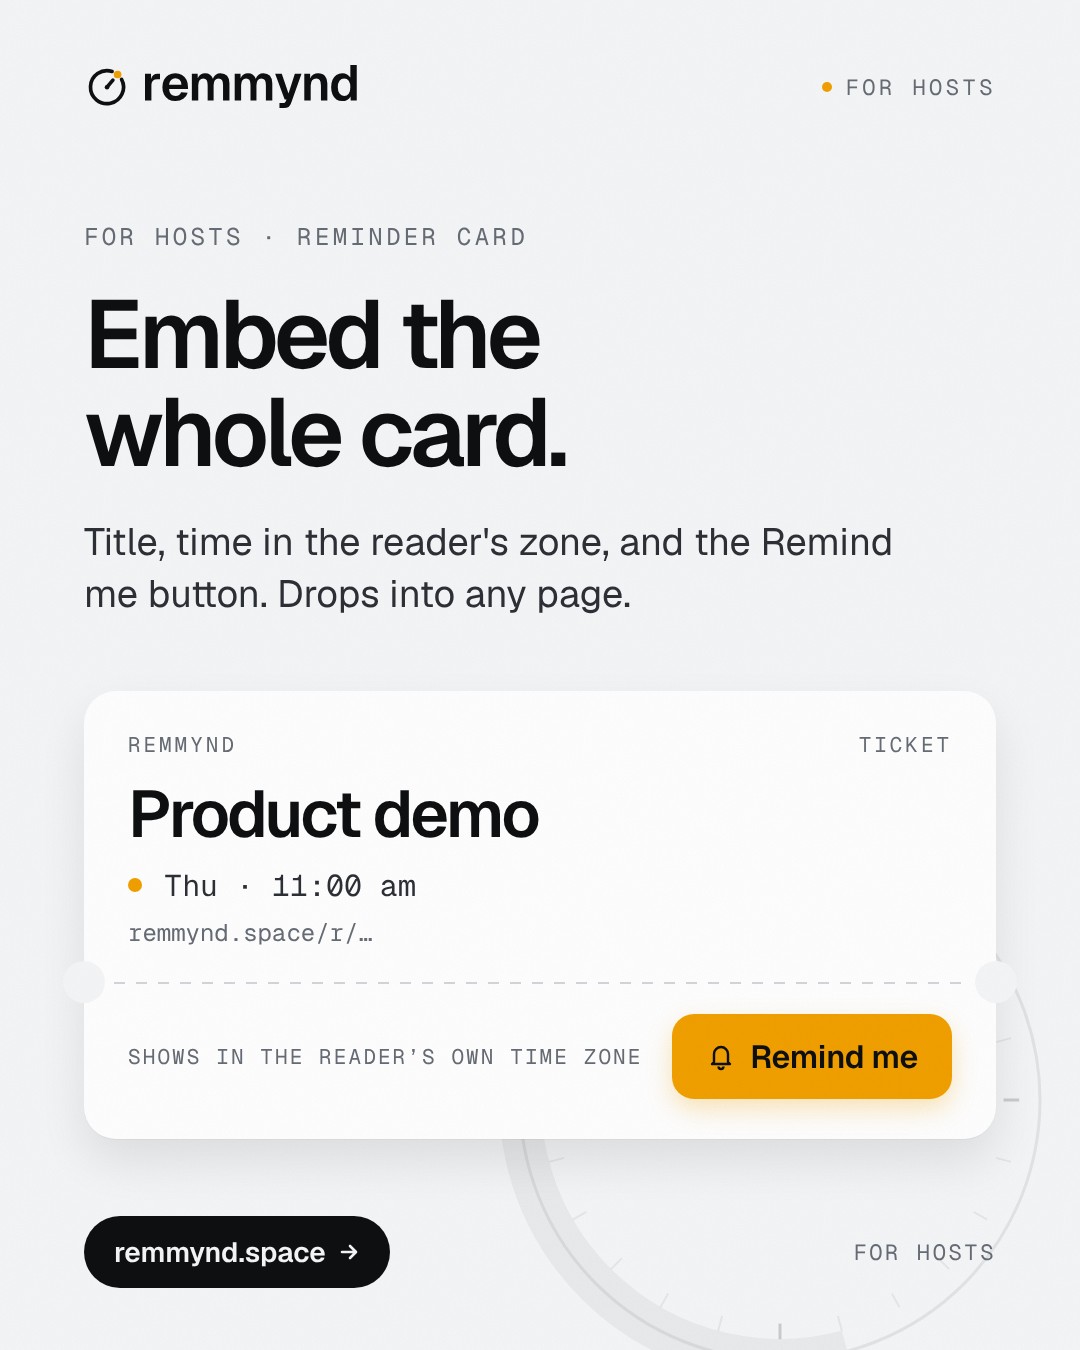 remmynd
FOR HOSTS
FOR HOSTS · REMINDER CARD
Embed the
whole card.
Title, time in the reader's zone, and the Remind
me button. Drops into any page.
REMMYND
TICKET
Product demo
Thu · 11:00 am
remmynd.space/r/…
SHOWS IN THE READER’S OWN TIME ZONE
Remind me
remmynd.space →
FOR HOSTS